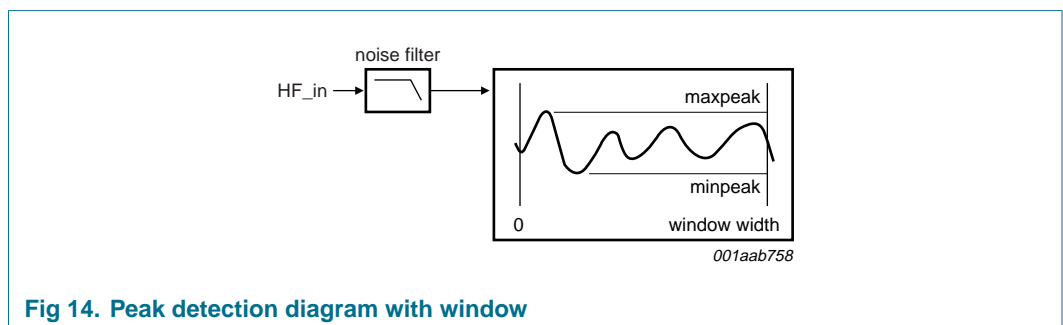 noise filter
HF_in
maxpeak
minpeak
0
window width
001aab758
Fig 14. Peak detection diagram with window